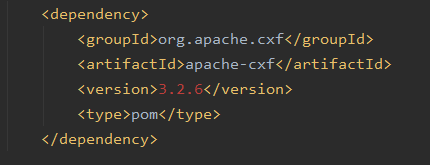 <dependency>
<groupId>org.apache.cxf</groupId>
<artifactId>apache-cxf</artifactId>
<version>3.2.6</version>
<type>pom</type>
</dependency>